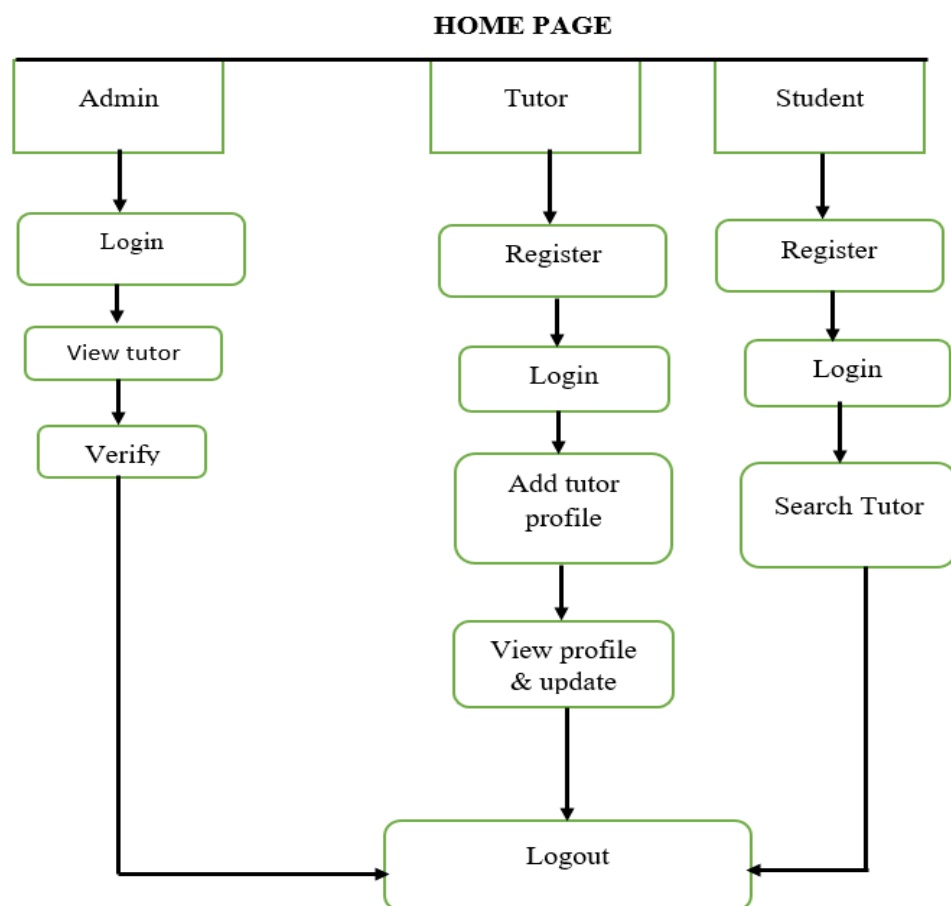 HOME PAGE
Admin
Tutor
Student
Login
Register
Register
View tutor
Login
Login
Verify
Add tutor
profile
Search Tutor
View profile
& update
Logout